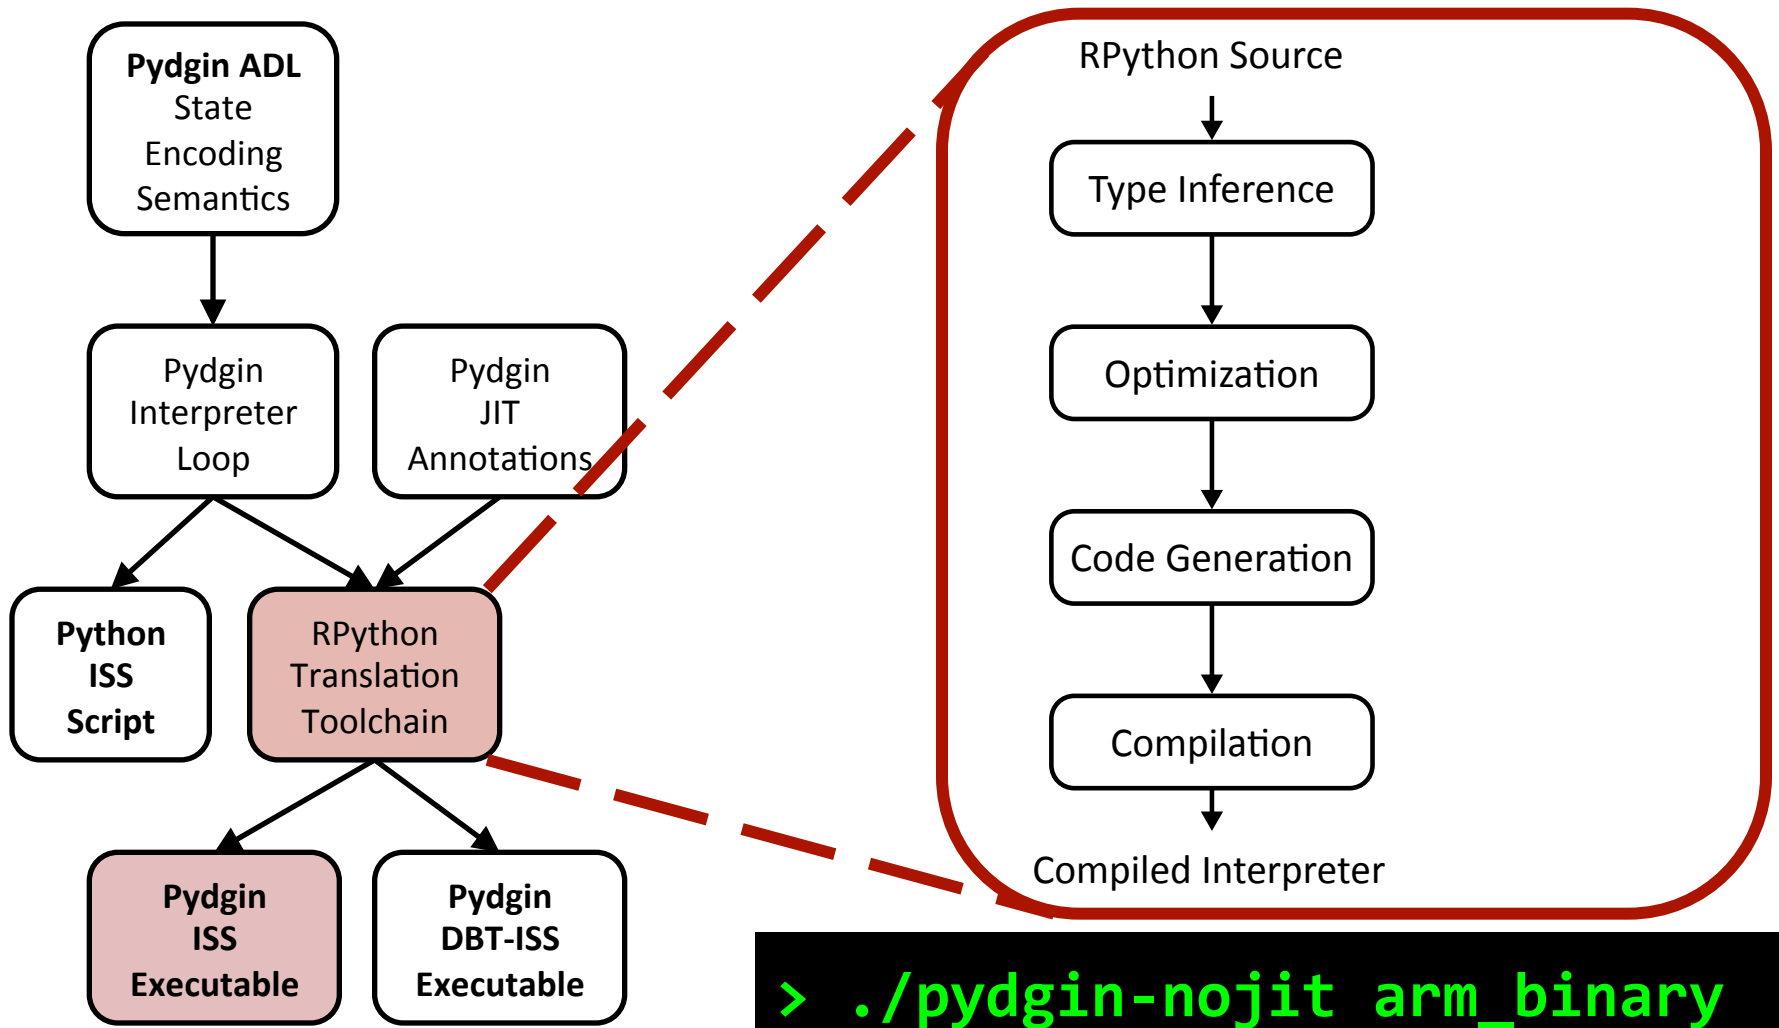 Pydgin ADL
State
Encoding
Semantics
Pydgin
Interpreter
Loop
Pydgin
JIT
Annotations
Python
ISS
Script
RPython
Translation
Toolchain
Pydgin
ISS
Executable
Pydgin
DBT-ISS
Executable
RPython Source
Type Inference
Optimization
Code Generation
Compilation
Compiled Interpreter
> ./pydgin-nojit arm_binary